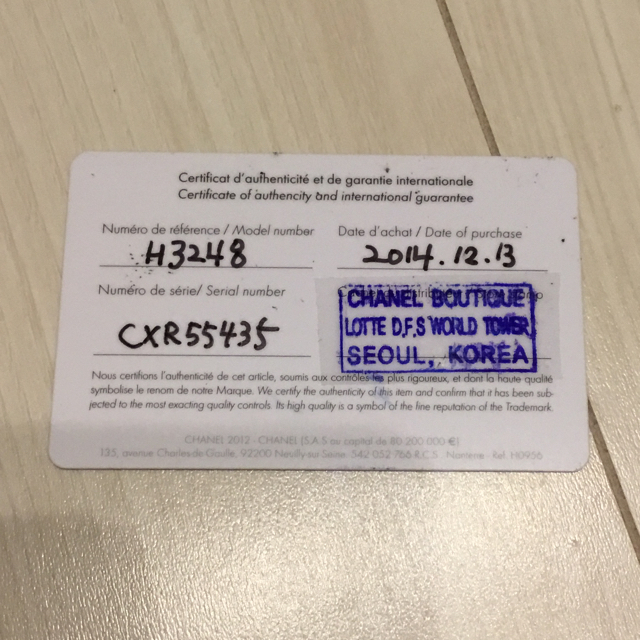 Certificat d'authenticité et de garantie internationale
Certificate of authencity and international guarantee
Numéro de référence / Model number
H3248
Date d'achat / Date of purchase
2014.12.13
Numéro de série/ Serial number
CXR55435
CHANEL BOUTIQUE
LOTTE D.F.S WORLD TOWER
SEOUL, KOREA
Nous certifions l'authenticité de cet article, soumis aux contrôles les plus rigoureux, et dont la haute qualité
symbolise le renom de notre Marque. We certify the authenticity of this item and confirm that it has been sub-
jected to the most exacting quality controls. Its high quality is a symbol of the fine reputation of the Trademark.
CHANEL 2012 - CHANEL (S.A.S au capital de 80 200 000 €)
135, avenue Charles de Gaulle, 92200 Neuilly sur Seine 542 052 766 R.C.S Nanterre - Ref. H0956